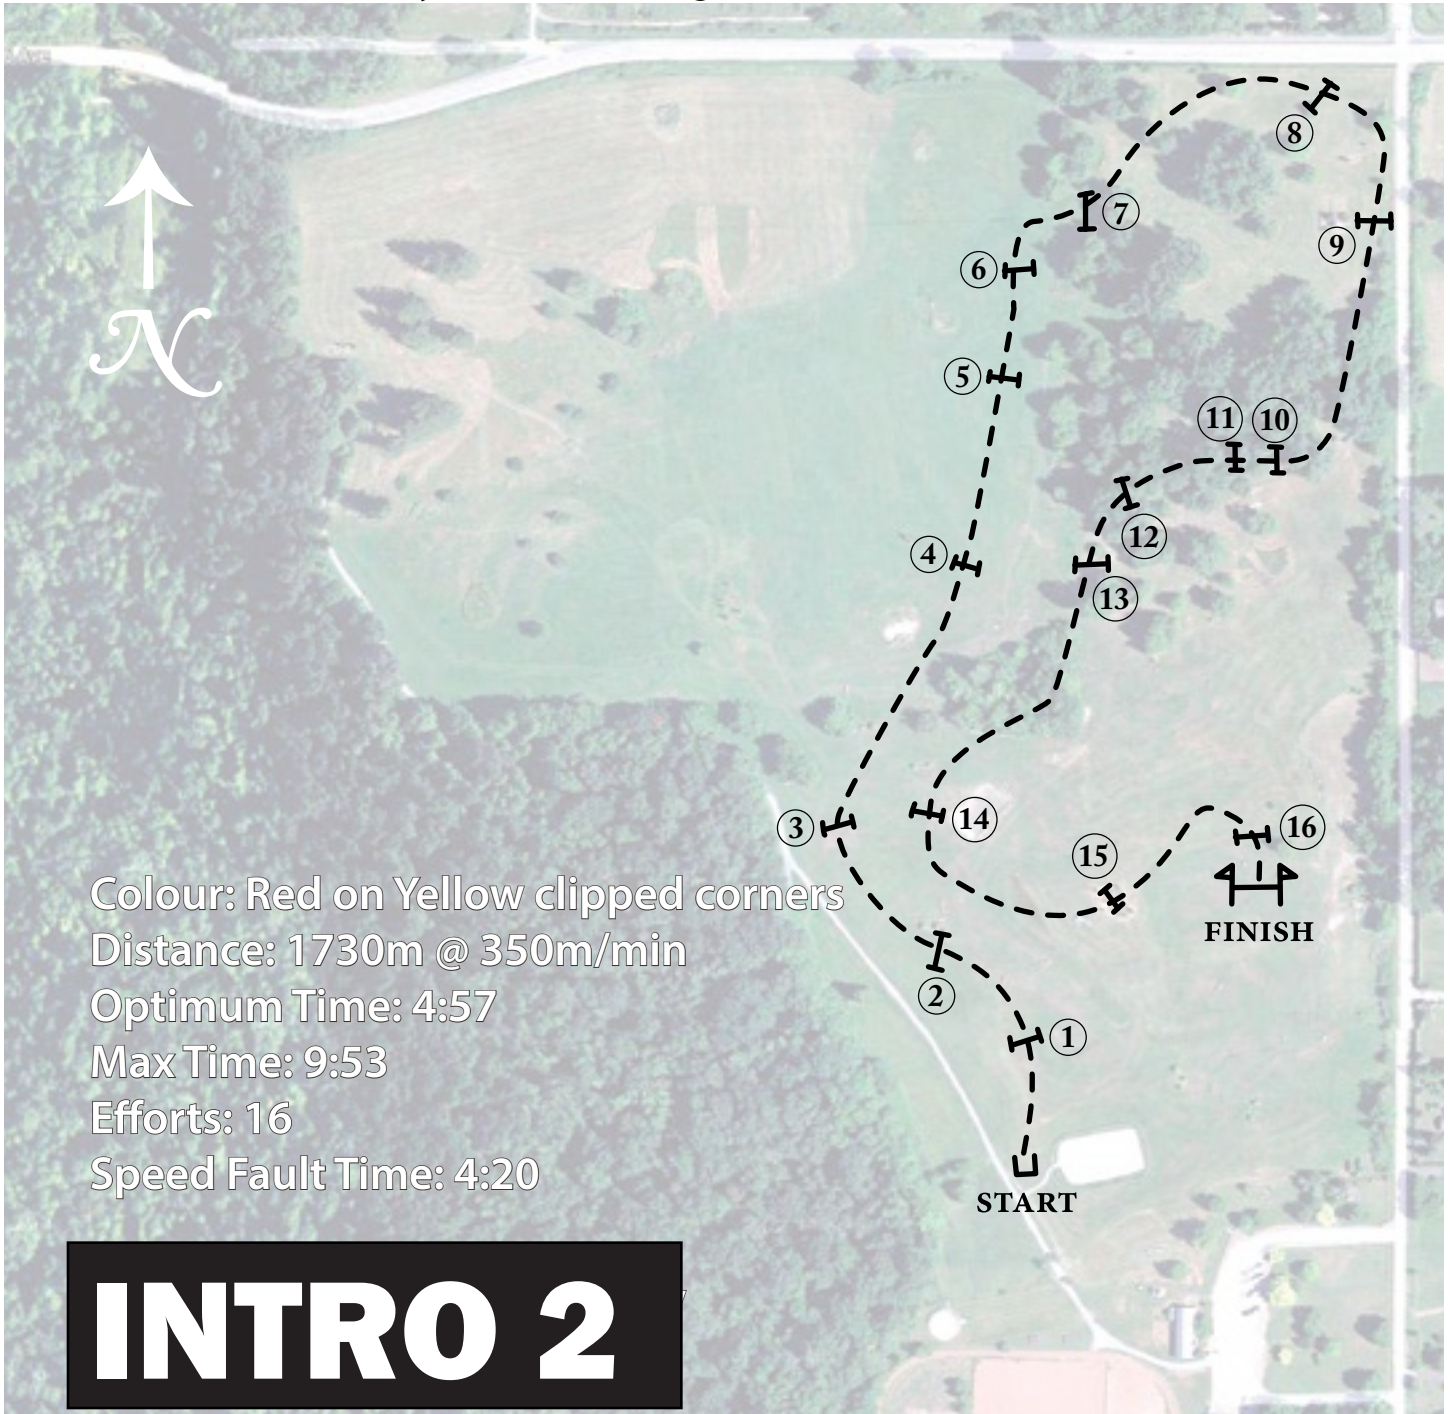 8
7
6
9
5
11
10
4
12
13
3
14
15
16
FINISH
2
1
START
N
Colour: Red on Yellow clipped corners
Distance: 1730m @ 350m/min
Optimum Time: 4:57
Max Time: 9:53
Efforts: 16
Speed Fault Time: 4:20
INTRO 2